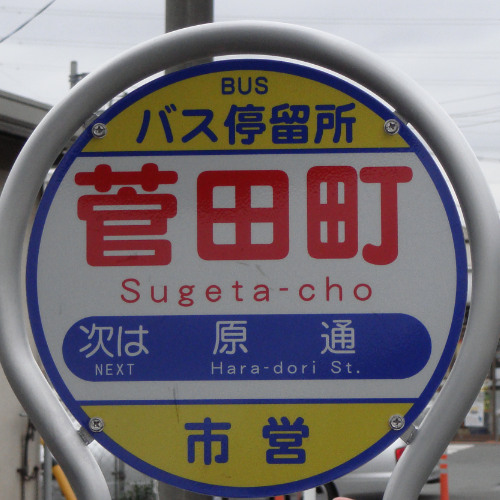 BUS
バス停留所
菅田町
Sugeta-cho
次は 原通
NEXT Hara-dori St.
市営